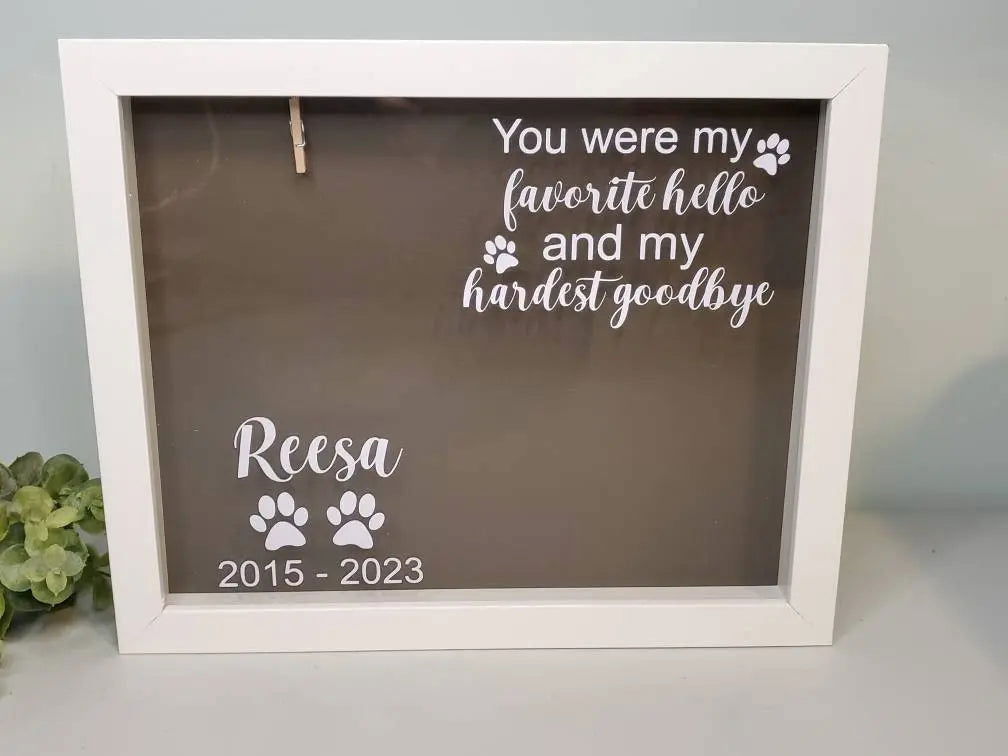 You were my
favorite hello
and my
hardest goodbye
Reesa
2015 - 2023